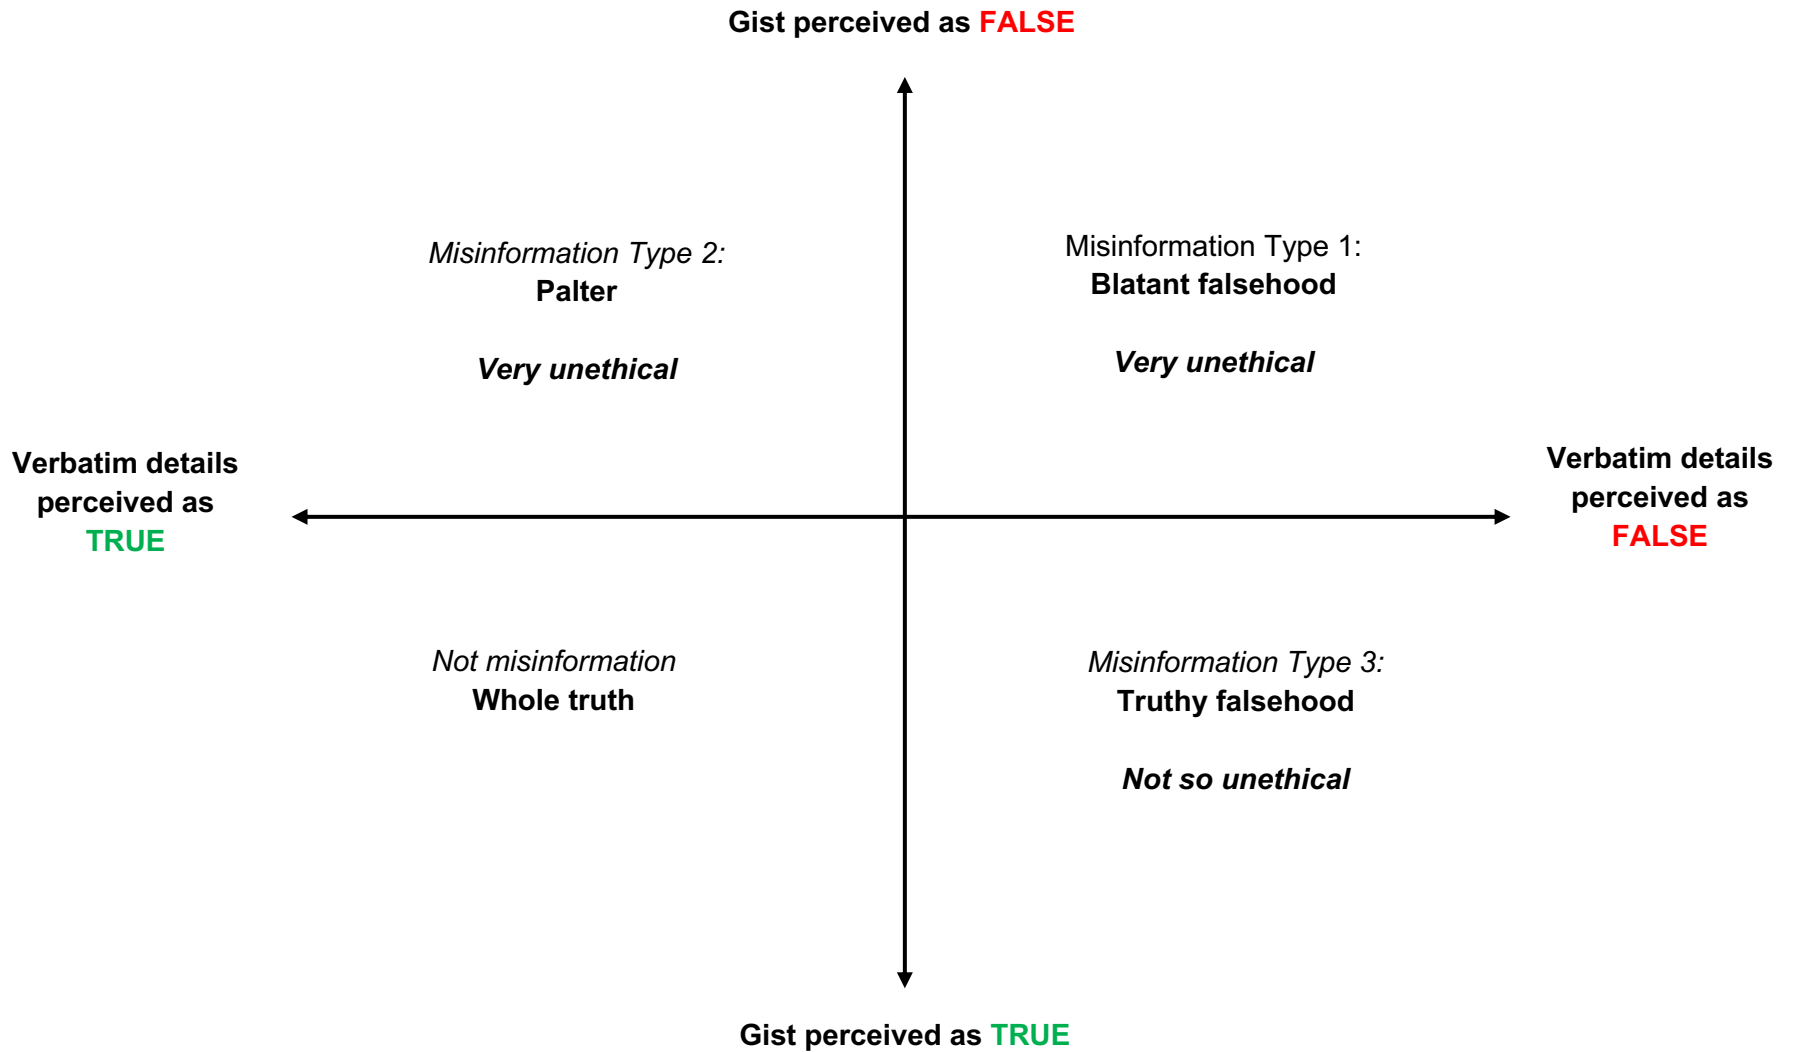 Gist perceived as FALSE
Misinformation Type 2:
Palter
Very unethical
Misinformation Type 1:
Blatant falsehood
Very unethical
Verbatim details
perceived as
TRUE
Verbatim details
perceived as
FALSE
Not misinformation
Whole truth
Misinformation Type 3:
Truthy falsehood
Not so unethical
Gist perceived as TRUE